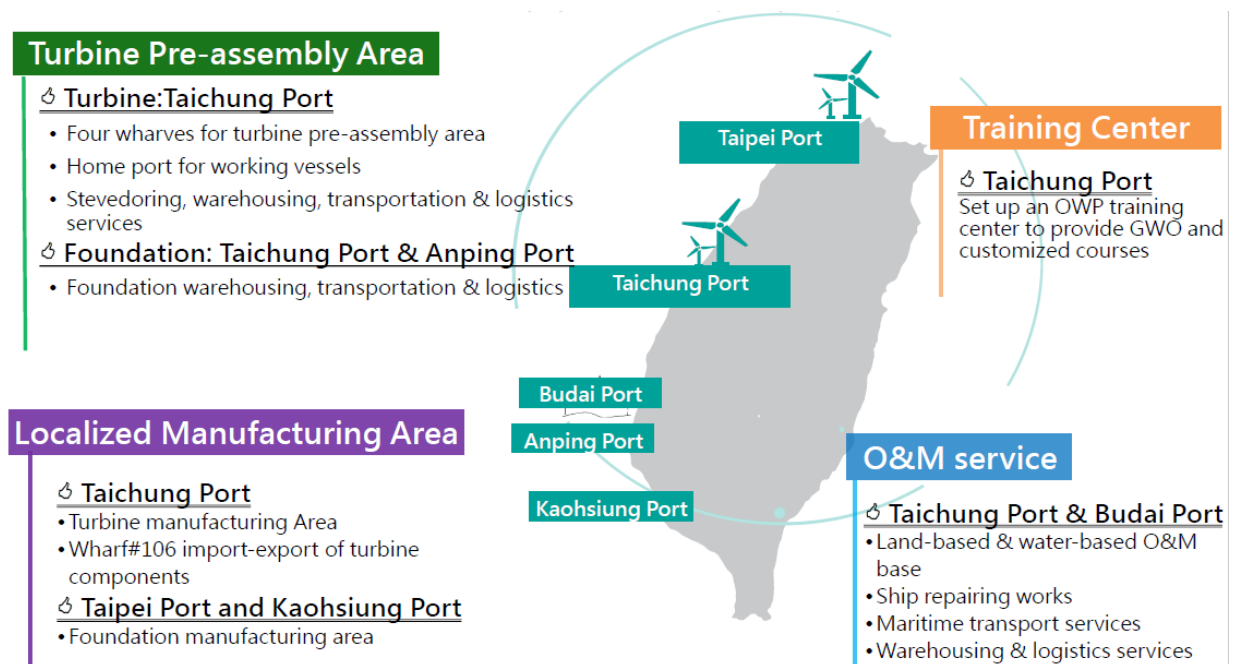 Turbine Pre-assembly Area
Turbine:Taichung Port
• Four wharves for turbine pre-assembly area
• Home port for working vessels
• Stevedoring, warehousing, transportation & logistics
services
Foundation: Taichung Port & Anping Port
• Foundation warehousing, transportation & logistics
Taipei Port
Taichung Port
Budai Port
Anping Port
Kaohsiung Port
Training Center
Taichung Port
Set up an OWP training
center to provide GWO and
customized courses
Localized Manufacturing Area
Taichung Port
•Turbine manufacturing Area
•Wharf#106 import-export of turbine
components
Taipei Port and Kaohsiung Port
•Foundation manufacturing area
O&M service
Taichung Port & Budai Port
•Land-based & water-based O&M
base
•Ship repairing works
•Maritime transport services
•Warehousing & logistics services